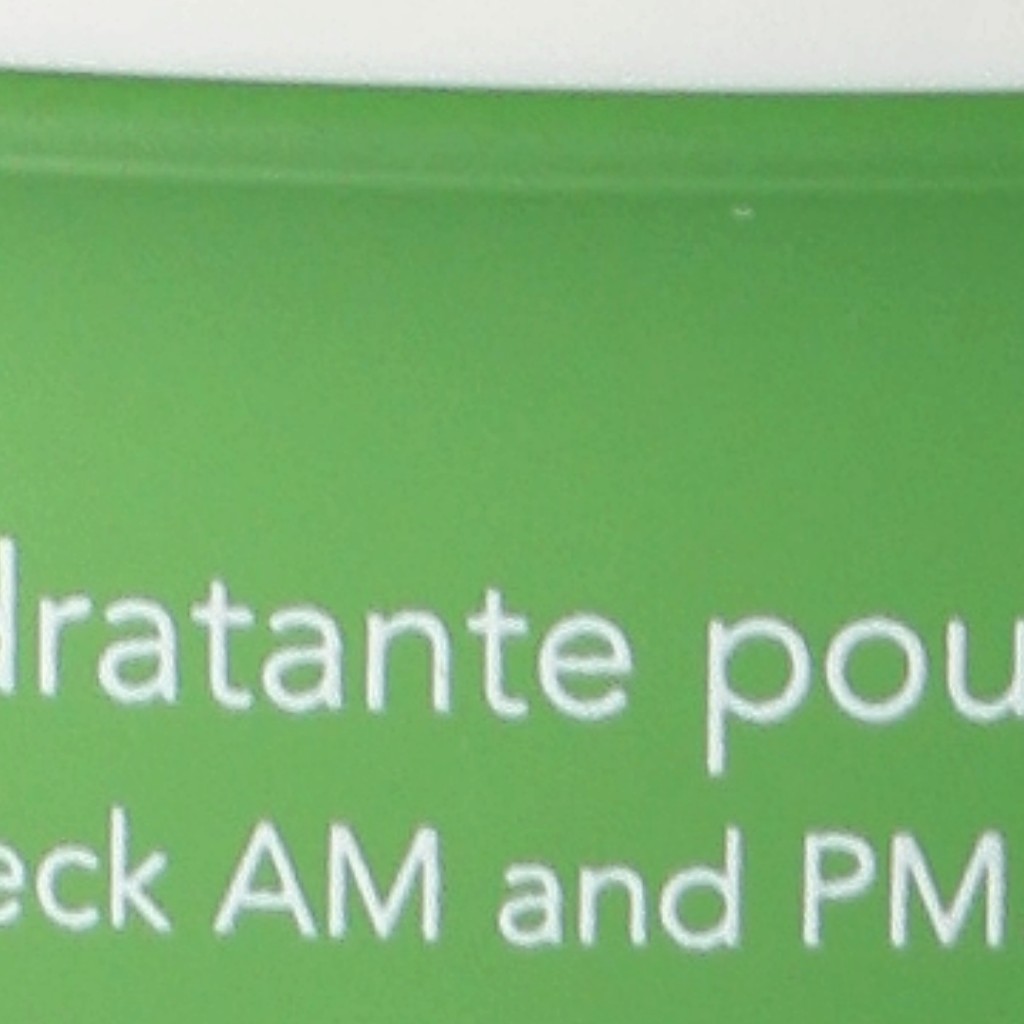 dratante pou
eck AM and PM